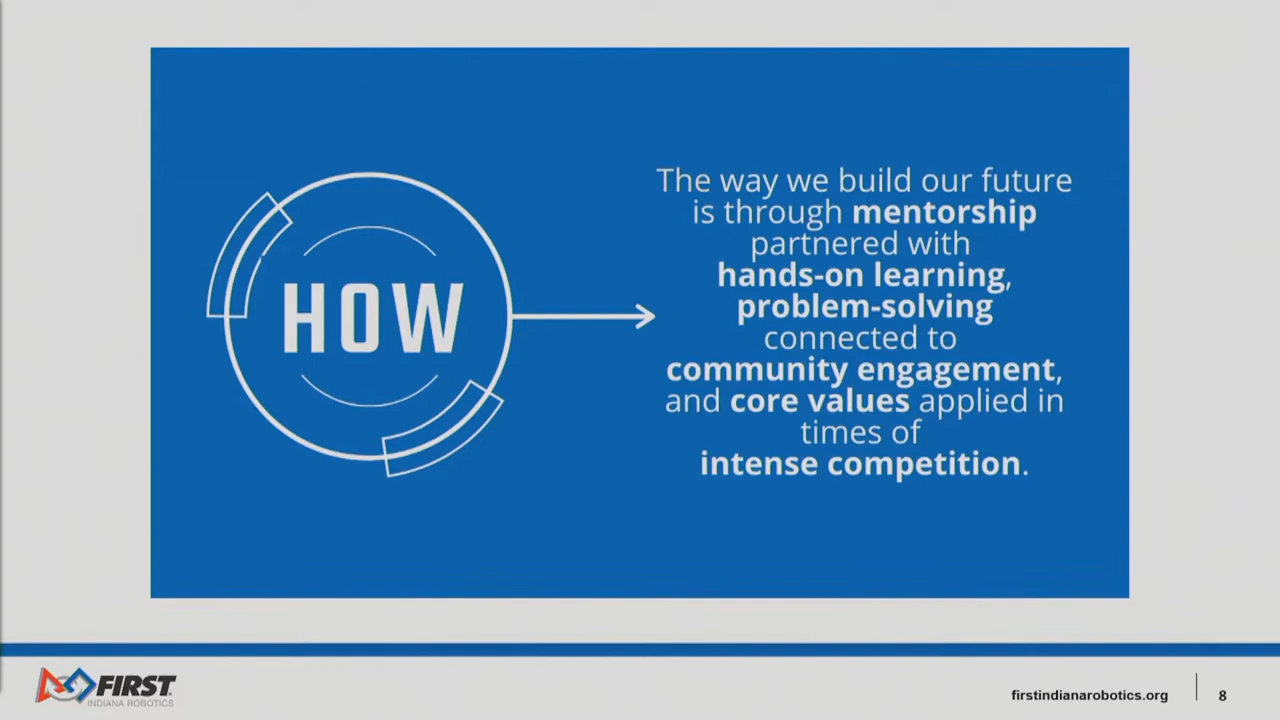 HOW
The way we build our future
is through mentorship
partnered with
hands-on learning,
problem-solving
connected to
community engagement,
and core values applied in
times of
intense competition.
FIRST
INDIANA ROBOTICS
firstindianarobotics.org
8